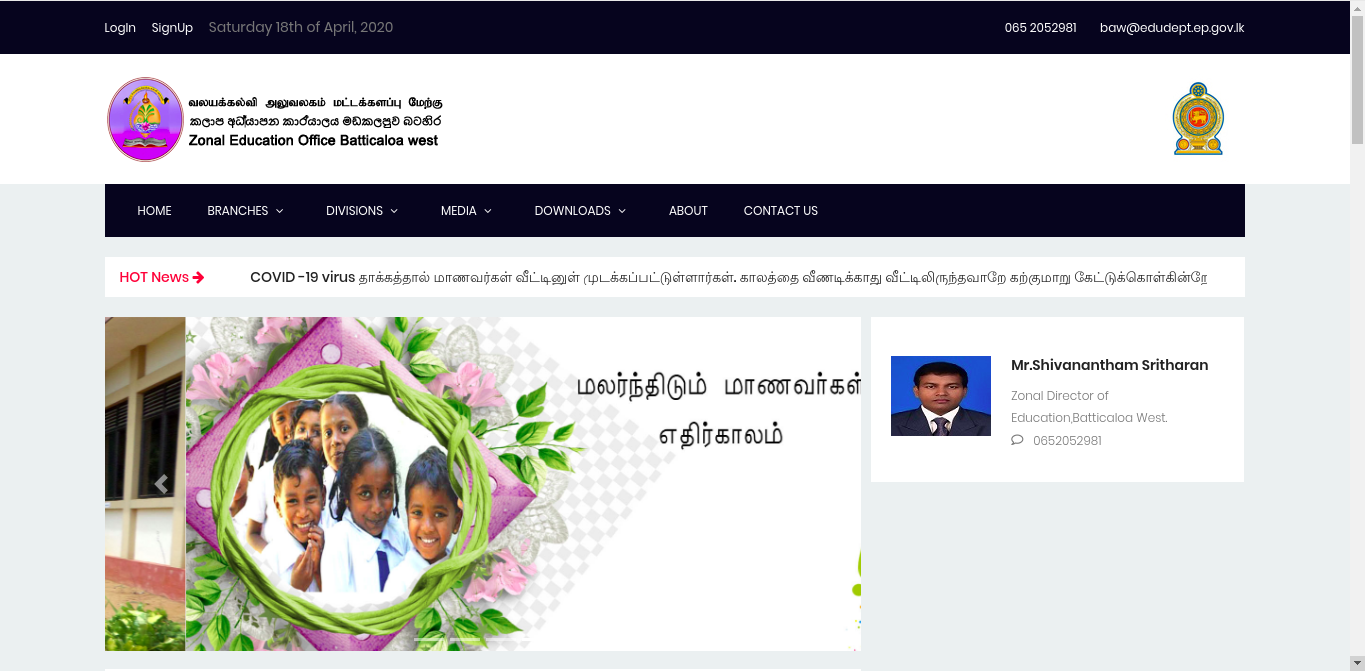 LogIn SignUp Saturday 18th of April, 2020 065 2052981 baw@edudept.ep.gov.lk
வலயக்கல்வி அலுவலகம் மட்டக்களப்பு மேற்கு
කලාප අධ්‍යාපන කාර්යාලය මඩකලපුව බටහිර
Zonal Education Office Batticaloa west
HOME BRANCHES DIVISIONS MEDIA DOWNLOADS ABOUT CONTACT US
HOT News COVID -19 virus தாக்கத்தால் மாணவர்கள் வீட்டினுள் முடக்கப்பட்டுள்ளார்கள். காலத்தை வீணடிக்காது வீட்டிலிருந்தவாறே கற்குமாறு
மலர்ந்திடும் மாணவர்கள்
எதிர்காலம்
Mr.Shivanantham Sritharan
Zonal Director of
Education,Batticaloa West.
0652052981